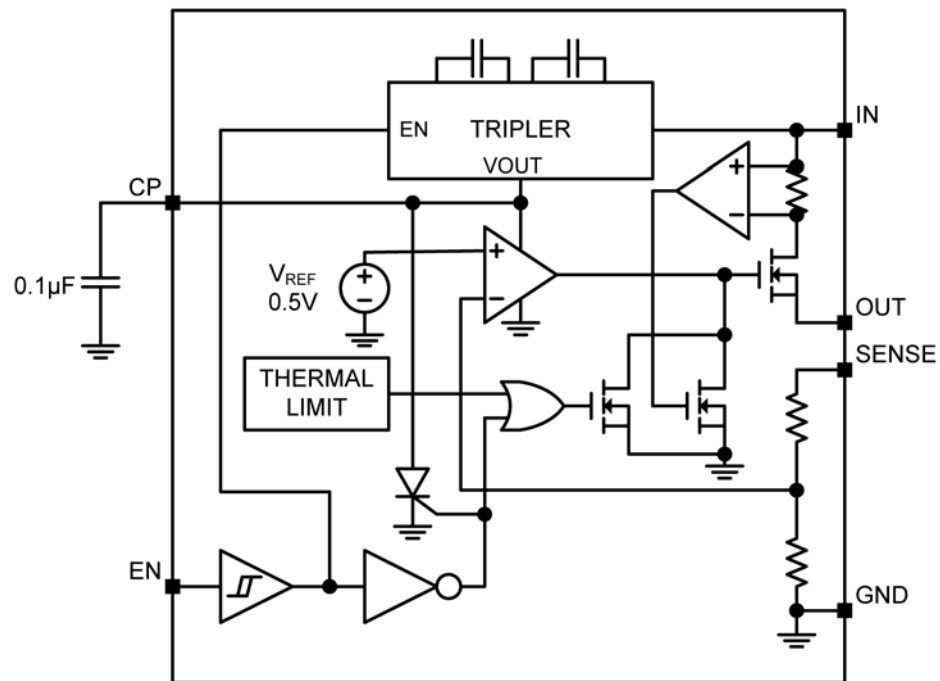 IN
EN
TRIPLER
VOUT
CP
+
−
0.1µF
VREF
0.5V
+
−
+
−
OUT
SENSE
THERMAL
LIMIT
EN
GND